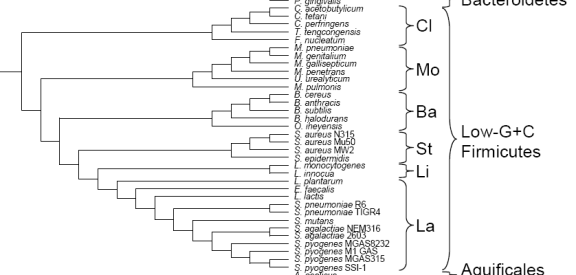 P. gingivalis
Bacteroidetes
C. acetobutylicum
C. tetani
C. perfringens
T. tengcongensis
F. nucleatum
Cl
M. pneumoniae
M. genitalium
M. gallisepticum
M. penetrans
U. urealyticum
M. pulmonis
Mo
B. cereus
B. anthracis
B. subtilis
B. halodurans
O. iheyensis
Ba
Low-G+C
Firmicutes
S. aureus N315
S. aureus Mu50
S. aureus MW2
S. epidermidis
St
L. monocytogenes
L. innocua
Li
L. plantarum
E. faecalis
L. lactis
S. pneumoniae R6
S. pneumoniae TIGR4
S. mutans
S. agalactiae NEM316
S. agalactiae 2603
S. pyogenes MGAS8232
S. pyogenes M1 GAS
S. pyogenes MGAS315
S. pyogenes SSI-1
La
Aquificales